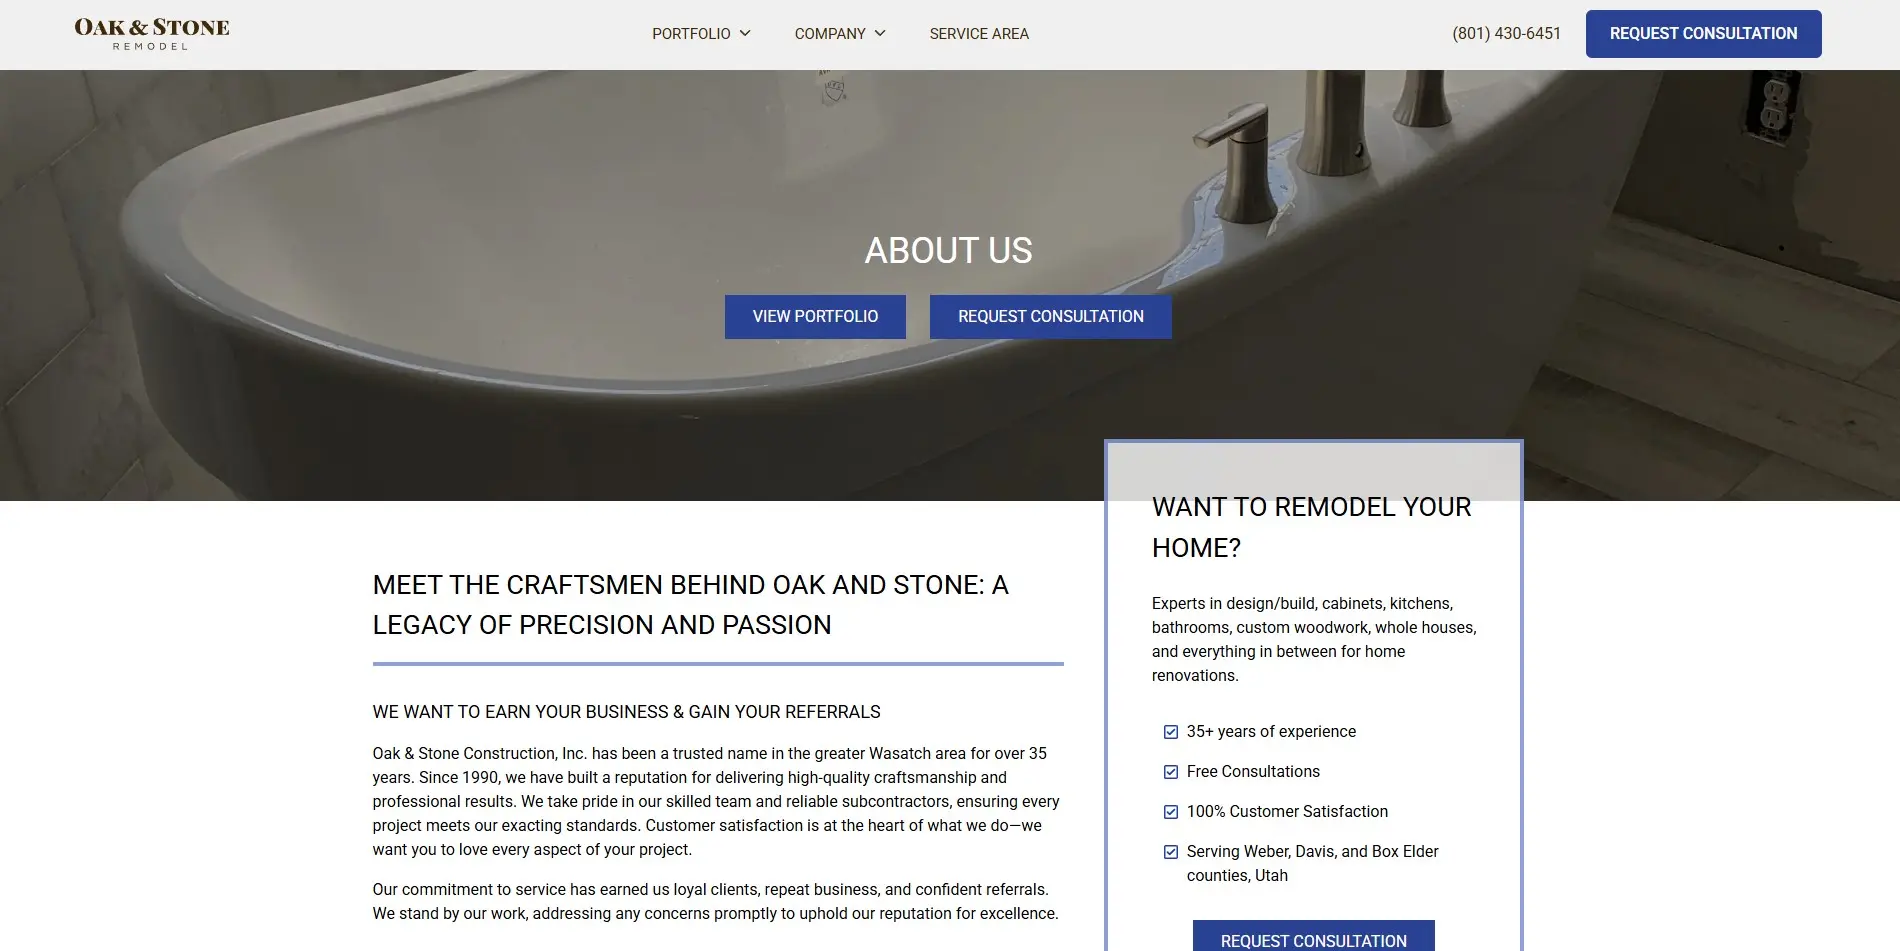 OAK & STONE
REMODEL
PORTFOLIO
COMPANY
SERVICE AREA
(801) 430-6451
REQUEST CONSULTATION
ABOUT US
VIEW PORTFOLIO
REQUEST CONSULTATION
MEET THE CRAFTSMEN BEHIND OAK AND STONE: A
LEGACY OF PRECISION AND PASSION
WE WANT TO EARN YOUR BUSINESS & GAIN YOUR REFERRALS
Oak & Stone Construction, Inc. has been a trusted name in the greater Wasatch area for over 35
years. Since 1990, we have built a reputation for delivering high-quality craftsmanship and
professional results. We take pride in our skilled team and reliable subcontractors, ensuring every
project meets our exacting standards. Customer satisfaction is at the heart of what we do—we
want you to love every aspect of your project.
Our commitment to service has earned us loyal clients, repeat business, and confident referrals.
We stand by our work, addressing any concerns promptly to uphold our reputation for excellence.
WANT TO REMODEL YOUR
HOME?
Experts in design/build, cabinets, kitchens,
bathrooms, custom woodwork, whole houses,
and everything in between for home
renovations.
35+ years of experience
Free Consultations
100% Customer Satisfaction
Serving Weber, Davis, and Box Elder
counties, Utah
REQUEST CONSULTATION